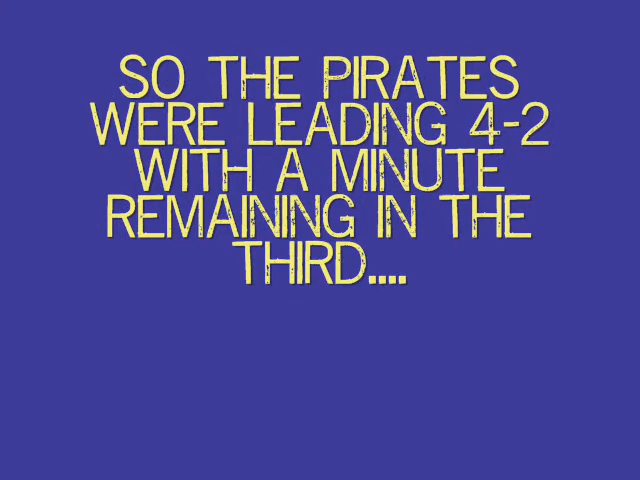 SO THE PIRATES
WERE LEADING 4-2
WITH A MINUTE
REMAINING IN THE
THIRD....